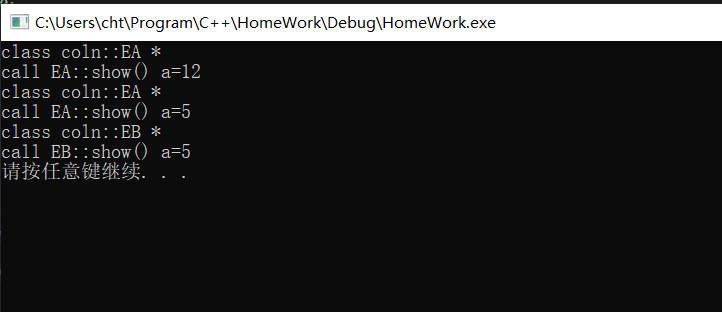 C:\Users\cht\Program\C++\HomeWork\Debug\HomeWork.exe
class coln::EA *
call EA::show() a=12
class coln::EA *
call EA::show() a=5
class coln::EB *
call EB::show() a=5
请按任意键继续. . .